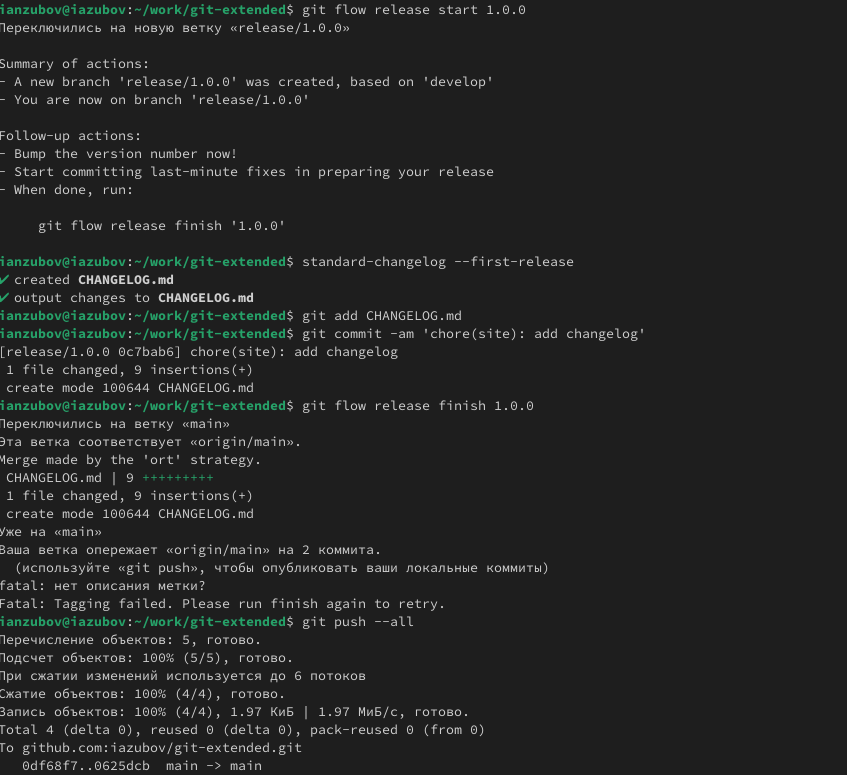 ianzubov@iazubov:~/work/git-extended$ git flow release start 1.0.0
Переключились на новую ветку «release/1.0.0»
Summary of actions:
- A new branch 'release/1.0.0' was created, based on 'develop'
- You are now on branch 'release/1.0.0'
Follow-up actions:
- Bump the version number now!
- Start committing last-minute fixes in preparing your release
- When done, run:
git flow release finish '1.0.0'
ianzubov@iazubov:~/work/git-extended$ standard-changelog --first-release
✔ created CHANGELOG.md
✔ output changes to CHANGELOG.md
ianzubov@iazubov:~/work/git-extended$ git add CHANGELOG.md
ianzubov@iazubov:~/work/git-extended$ git commit -am 'chore(site): add changelog'
[release/1.0.0 0c7bab6] chore(site): add changelog
1 file changed, 9 insertions(+)
create mode 100644 CHANGELOG.md
ianzubov@iazubov:~/work/git-extended$ git flow release finish 1.0.0
Переключились на ветку «main»
Эта ветка соответствует «origin/main».
Merge made by the 'ort' strategy.
CHANGELOG.md | 9 +++++++++
1 file changed, 9 insertions(+)
create mode 100644 CHANGELOG.md
Уже на «main»
Ваша ветка опережает «origin/main» на 2 коммита.
(используйте «git push», чтобы опубликовать ваши локальные коммиты)
fatal: нет описания метки?
Fatal: Tagging failed. Please run finish again to retry.
ianzubov@iazubov:~/work/git-extended$ git push --all
Перечисление объектов: 5, готово.
Подсчет объектов: 100% (5/5), готово.
При сжатии изменений используется до 6 потоков
Сжатие объектов: 100% (4/4), готово.
Запись объектов: 100% (4/4), 1.97 КиБ | 1.97 МиБ/с, готово.
Total 4 (delta 0), reused 0 (delta 0), pack-reused 0 (from 0)
To github.com:iazubov/git-extended.git
0df68f7..0625dcb  main -> main